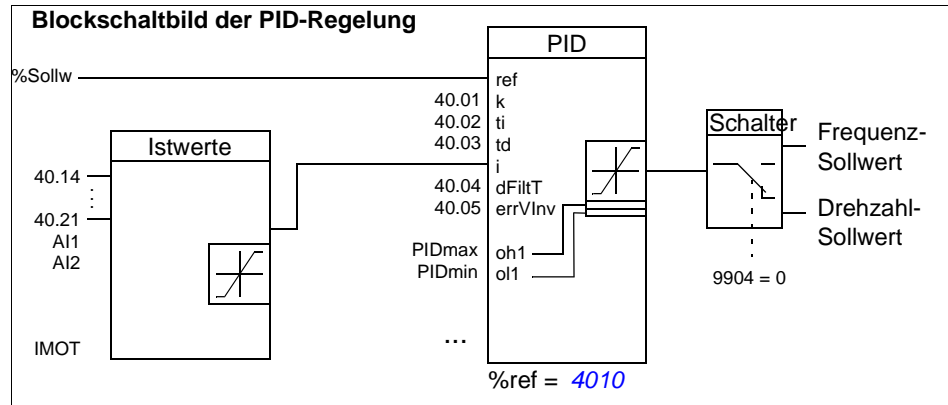 Blockschaltbild der PID-Regelung
PID
%Sollw
ref
40.01 k
40.02 ti
40.03 td
i
40.04 dFiltT
40.05 errVInv
PIDmax oh1
PIDmin ol1
...
%ref = 4010
Istwerte
40.14
40.21
AI1
AI2
IMOT
Schalter
9904 = 0
Frequenz-
Sollwert
Drehzahl-
Sollwert